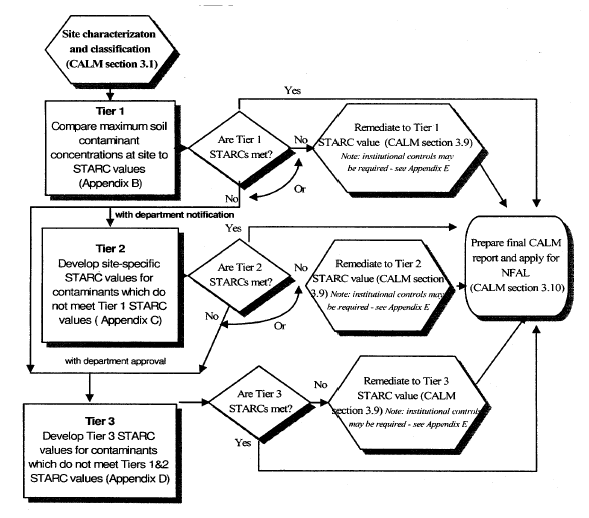 Site characterizaton
and classification
(CALM section 3.1)
Tier 1
Compare maximum soil
contaminant
concentrations at site to
STARC values
(Appendix B)
Are Tier 1
STARCs met?
Yes
No
Or
No
Remediate to Tier 1
STARC value (CALM section 3.9)
Note: institutional controls may
be required - see Appendix E
with department notification
Tier 2
Develop site-specific
STARC values for
contaminants which do
not meet Tier 1 STARC
values ( Appendix C)
Yes
Are Tier 2
STARCs met?
No
No
Or
Remediate to Tier 2
STARC value (CALM section
3.9) Note: institutional controls may
be required - see Appendix E
Prepare final CALM
report and apply for
NFAL
(CALM section 3.10)
with department approval
Tier 3
Develop Tier 3 STARC
values for contaminants
which do not meet Tiers 1&2
STARC values (Appendix D)
Are Tier 3
STARCs met?
No
Yes
Remediate to Tier 3
STARC value (CALM
section 3.9) Note: institutional controls
may be required - see Appendix E